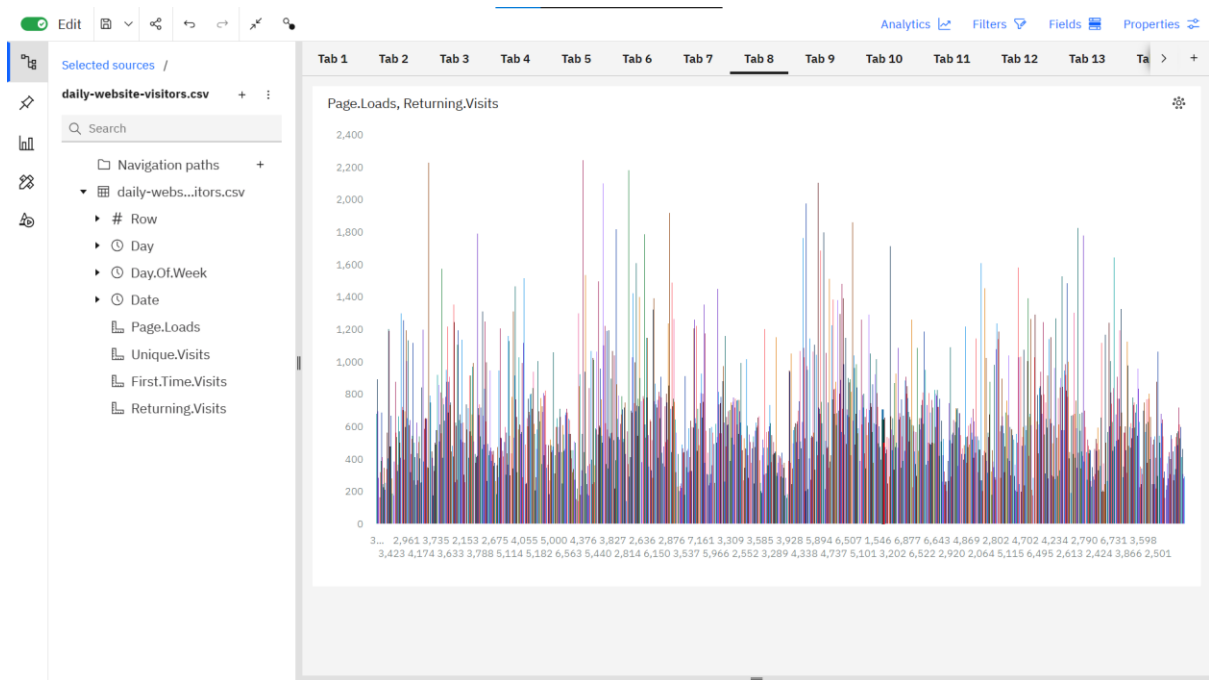 Edit
Analytics Filters Fields Properties
Selected sources /
Tab 1 Tab 2 Tab 3 Tab 4 Tab 5 Tab 6 Tab 7 Tab 8 Tab 9 Tab 10 Tab 11 Tab 12 Tab 13 Ta
daily-website-visitors.csv
Search
Navigation paths
daily-webs...itors.csv
# Row
Day
Day.Of.Week
Date
Page.Loads
Unique.Visits
First.Time.Visits
Returning.Visits
Page.Loads, Returning.Visits
2,400
2,200
2,000
1,800
1,600
1,400
1,200
1,000
800
600
400
200
0
3... 2,961 3,735 2,153 2,675 4,055 5,000 4,376 3,827 2,636 2,876 7,161 3,309 3,585 3,928 5,894 6,507 1,546 6,877 6,643 4,869 2,802 4,702 4,234 2,790 6,731 3,598
3,423 4,174 3,633 3,788 5,114 5,182 6,563 5,440 2,814 6,150 3,537 5,966 2,552 3,289 4,338 4,737 5,101 3,202 6,522 2,920 2,064 5,115 6,495 2,613 2,424 3,866 2,501